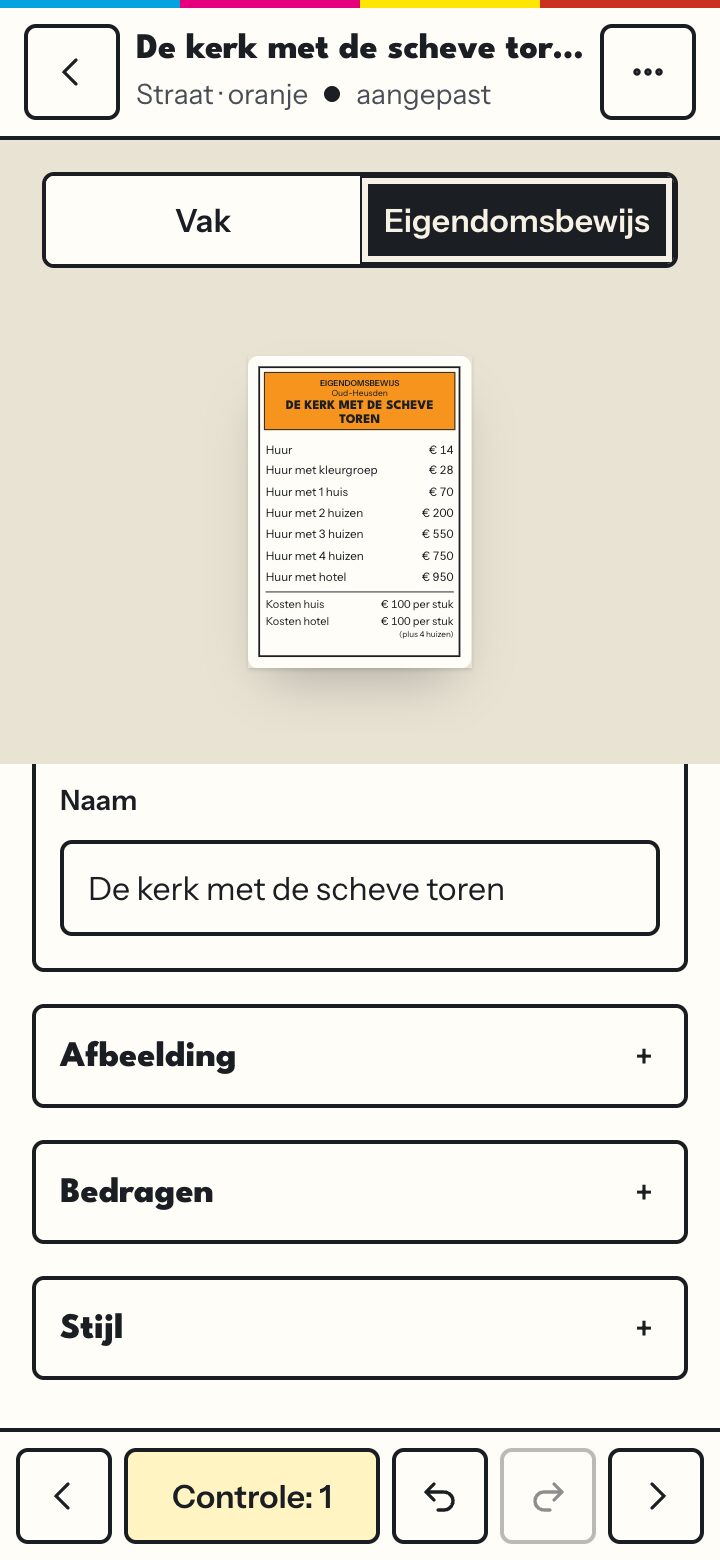 De kerk met de scheve tor...
Straat · oranje ● aangepast
Vak
Eigendomsbewijs
EIGENDOMSBEWIJS
Oud-Heusden
DE KERK MET DE SCHEVE
TOREN
Huur € 14
Huur met kleurgroep € 28
Huur met 1 huis € 70
Huur met 2 huizen € 200
Huur met 3 huizen € 550
Huur met 4 huizen € 750
Huur met hotel € 950
Kosten huis € 100 per stuk
Kosten hotel € 100 per stuk
(plus 4 huizen)
Naam
De kerk met de scheve toren
Afbeelding +
Bedragen +
Stijl +
Controle: 1